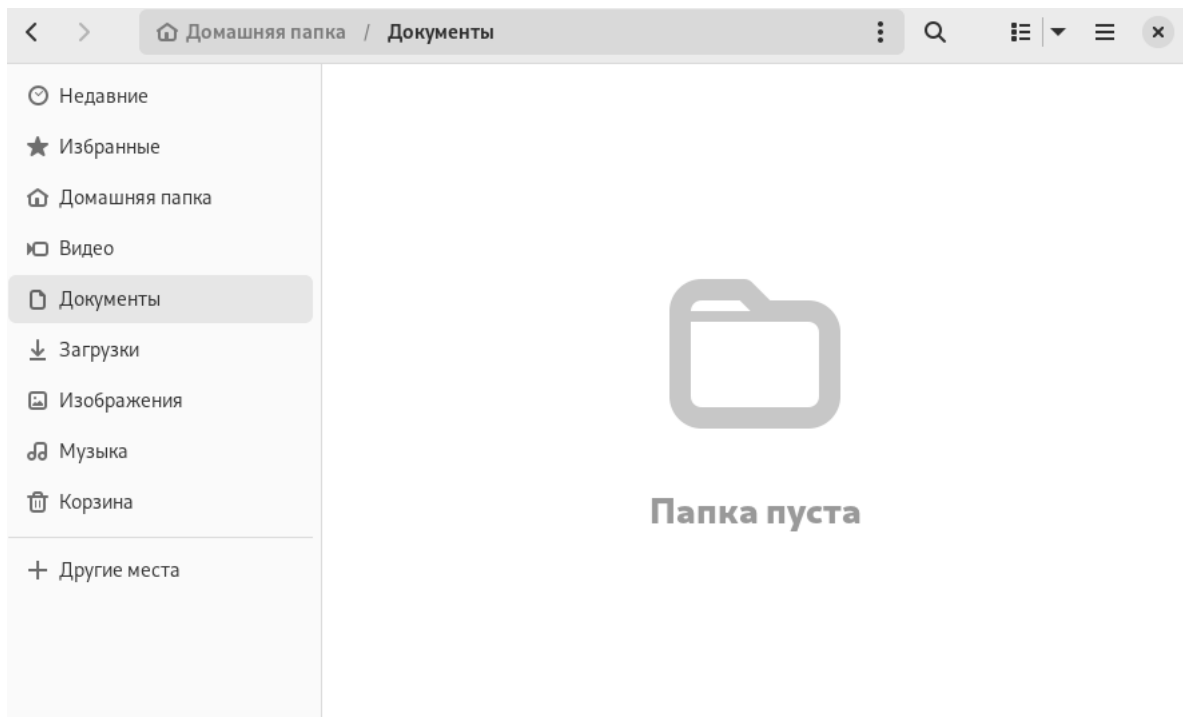 Домашняя папка / Документы
Недавние
Избранные
Домашняя папка
Видео
Документы
Загрузки
Изображения
Музыка
Корзина
Другие места
Папка пуста